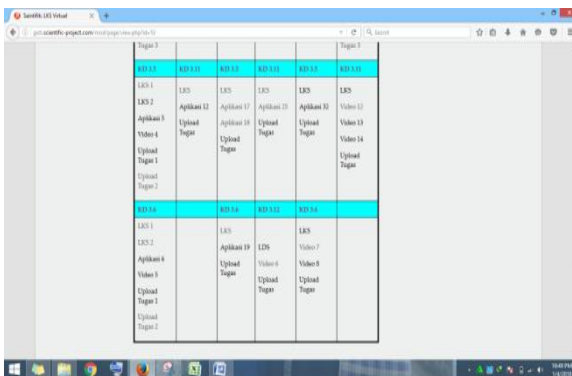 Saintifik LKS Virtual
Tugas 3
Tugas 3
KD 3.5 KD 3.11 KD 3.5 KD 3.11 KD 3.5 KD 3.11
LKS 1
LKS 2
Aplikasi 5
Video 4
Upload Tugas 1
Upload Tugas 2
LKS
Aplikasi 12
Upload Tugas
LKS
Aplikasi 17
Aplikasi 18
Upload Tugas
LKS
Aplikasi 25
Upload Tugas
LKS
Aplikasi 32
Upload Tugas
LKS
Video 12
Video 13
Video 14
Upload Tugas
KD 3.6 KD 3.6 KD 3.12 KD 3.6
LKS 1
LKS 2
Aplikasi 6
Video 5
Upload Tugas 1
Upload Tugas 2
LKS
Aplikasi 19
Upload Tugas
LDS
Video 6
Upload Tugas
LKS
Video 7
Video 8
Upload Tugas